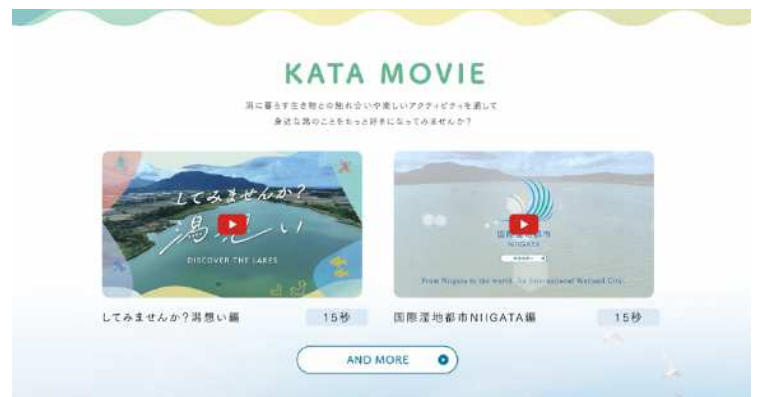 KATA MOVIE
潟に暮らす生き物との触れ合いや楽しいアクティビティを通して
身近な潟のことをもっと好きになってみませんか？
してみませんか?
潟想い
DISCOVER THE LAKES
国際湿地都市
NIIGATA
From Niigata to the world. An International Wetland City.
してみませんか？潟想い編
15秒
国際湿地都市NIIGATA編
15秒
AND MORE